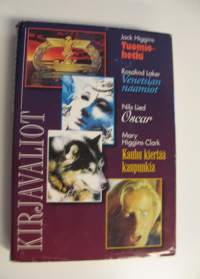 KIRJAVALIOT
Jack Higgins
Tuomio-
hetki
Rosalind Laker
Venetsian
naamiot
Nils Lied
Oscar
Mary
Higgins Clark
Kauhu kiertää
kaupunkia